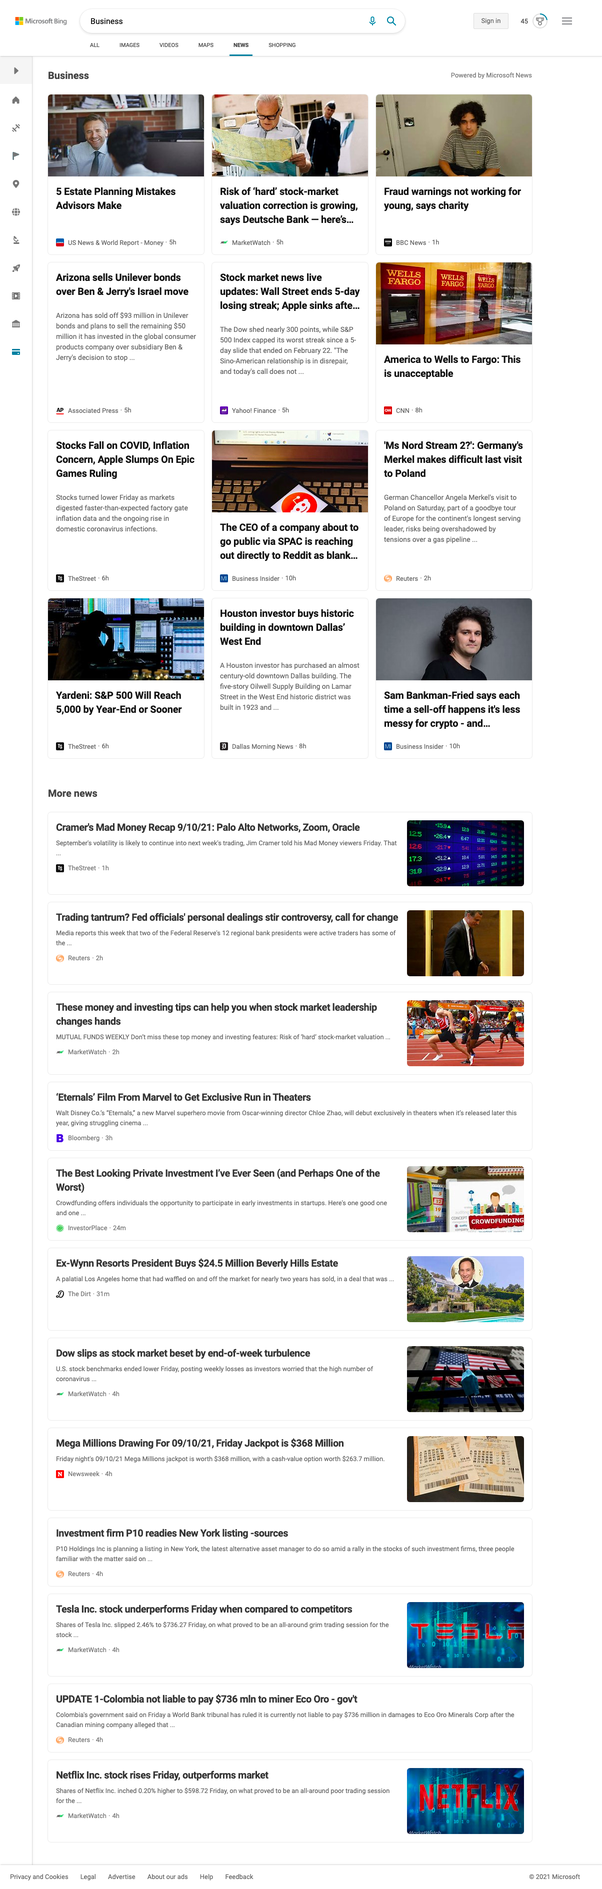 Microsoft Bing
Business
Sign in
45
ALL
IMAGES
VIDEOS
MAPS
NEWS
SHOPPING
Business
Powered by Microsoft News
5 Estate Planning Mistakes
Advisors Make
US News & World Report - Money · 5h
Risk of ‘hard’ stock-market
valuation correction is growing,
says Deutsche Bank — here’s…
MarketWatch · 5h
Fraud warnings not working for
young, says charity
BBC News · 1h
Arizona sells Unilever bonds
over Ben & Jerry's Israel move
Arizona has sold off $93 million in Unilever
bonds and plans to sell the remaining $50
million it has invested in the global consumer
products company over subsidiary Ben &
Jerry's decision to stop ...
AP
Associated Press · 5h
Stock market news live
updates: Wall Street ends 5-day
losing streak; Apple sinks afte…
The Dow shed nearly 300 points, while S&P
500 Index capped its worst streak since a 5-
day slide that ended on February 22. "The
Sino-American relationship is in disrepair,
and today's call does not ...
Yahoo! Finance · 5h
WELLS
FARGO
WELLS
FARGO
WELLS
FARGO
America to Wells to Fargo: This
is unacceptable
CNN · 8h
Stocks Fall on COVID, Inflation
Concern, Apple Slumps On Epic
Games Ruling
Stocks turned lower Friday as markets
digested faster-than-expected factory gate
inflation data and the ongoing rise in
domestic coronavirus infections.
TheStreet · 6h
The CEO of a company about to
go public via SPAC is reaching
out directly to Reddit as blank…
Business Insider · 10h
'Ms Nord Stream 2?': Germany's
Merkel makes difficult last visit
to Poland
German Chancellor Angela Merkel's visit to
Poland on Saturday, part of a goodbye tour
of Europe for the continent's longest serving
leader, risks being overshadowed by
tensions over a gas pipeline ...
Reuters · 2h
Yardeni: S&P 500 Will Reach
5,000 by Year-End or Sooner
TheStreet · 6h
Houston investor buys historic
building in downtown Dallas’
West End
A Houston investor has purchased an almost
century-old downtown Dallas building. The
five-story Oilwell Supply Building on Lamar
Street in the West End historic district was
built in 1923 and ...
Dallas Morning News · 8h
Sam Bankman-Fried says each
time a sell-off happens it's less
messy for crypto - and…
Business Insider · 10h
More news
Cramer's Mad Money Recap 9/10/21: Palo Alto Networks, Zoom, Oracle
September's volatility is likely to continue into next week's trading, Jim Cramer told his Mad Money viewers Friday. That
...
TheStreet · 1h
Trading tantrum? Fed officials' personal dealings stir controversy, call for change
Media reports this week that two of the Federal Reserve's 12 regional bank presidents were active traders has some of
the ...
Reuters · 2h
These money and investing tips can help you when stock market leadership
changes hands
MUTUAL FUNDS WEEKLY Don’t miss these top money and investing features: Risk of ‘hard’ stock-market valuation ...
MarketWatch · 2h
‘Eternals’ Film From Marvel to Get Exclusive Run in Theaters
Walt Disney Co.’s “Eternals,” a new Marvel superhero movie from Oscar-winning director Chloe Zhao, will debut exclusively in theaters when it’s released later this
year, giving struggling cinema ...
B
Bloomberg · 3h
The Best Looking Private Investment I’ve Ever Seen (and Perhaps One of the
Worst)
Crowdfunding offers individuals the opportunity to participate in early investments in startups. Here's one good one
and one ...
InvestorPlace · 24m
CROWDFUNDING
Ex-Wynn Resorts President Buys $24.5 Million Beverly Hills Estate
A palatial Los Angeles home that had waffled on and off the market for nearly two years has sold, in a deal that was ...
The Dirt · 31m
Dow slips as stock market beset by end-of-week turbulence
U.S. stock benchmarks ended lower Friday, posting weekly losses as investors worried that the high number of
coronavirus ...
MarketWatch · 4h
Mega Millions Drawing For 09/10/21, Friday Jackpot is $368 Million
Friday night's 09/10/21 Mega Millions jackpot is worth $368 million, with a cash-value option worth $263.7 million.
N
Newsweek · 4h
Investment firm P10 readies New York listing -sources
P10 Holdings Inc is planning a listing in New York, the latest alternative asset manager to do so amid a rally in the stocks of such investment firms, three people
familiar with the matter said on ...
Reuters · 4h
Tesla Inc. stock underperforms Friday when compared to competitors
Shares of Tesla Inc. slipped 2.46% to $736.27 Friday, on what proved to be an all-around grim trading session for the
stock ...
MarketWatch · 4h
TESLA
MarketWatch
UPDATE 1-Colombia not liable to pay $736 mln to miner Eco Oro - gov't
Colombia's government said on Friday a World Bank tribunal has ruled it is currently not liable to pay $736 million in damages to Eco Oro Minerals Corp after the
Canadian mining company alleged that ...
Reuters · 4h
Netflix Inc. stock rises Friday, outperforms market
Shares of Netflix Inc. inched 0.20% higher to $598.72 Friday, on what proved to be an all-around poor trading session
for the ...
MarketWatch · 4h
NETFLIX
MarketWatch
Privacy and Cookies
Legal
Advertise
About our ads
Help
Feedback
© 2021 Microsoft